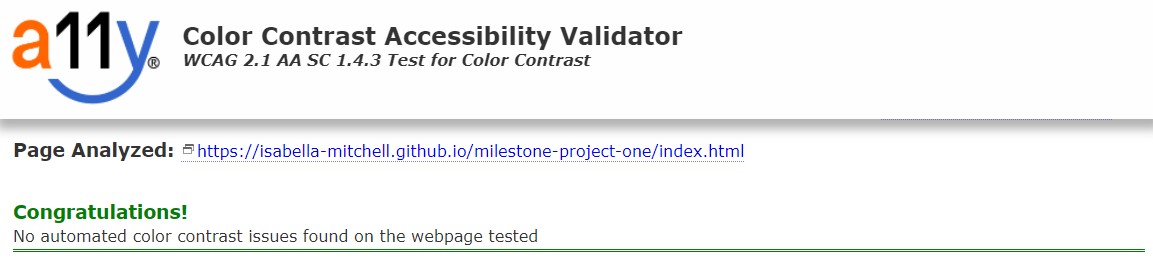 a11y®
Color Contrast Accessibility Validator
WCAG 2.1 AA SC 1.4.3 Test for Color Contrast
Page Analyzed: https://isabella-mitchell.github.io/milestone-project-one/index.html
Congratulations!
No automated color contrast issues found on the webpage tested